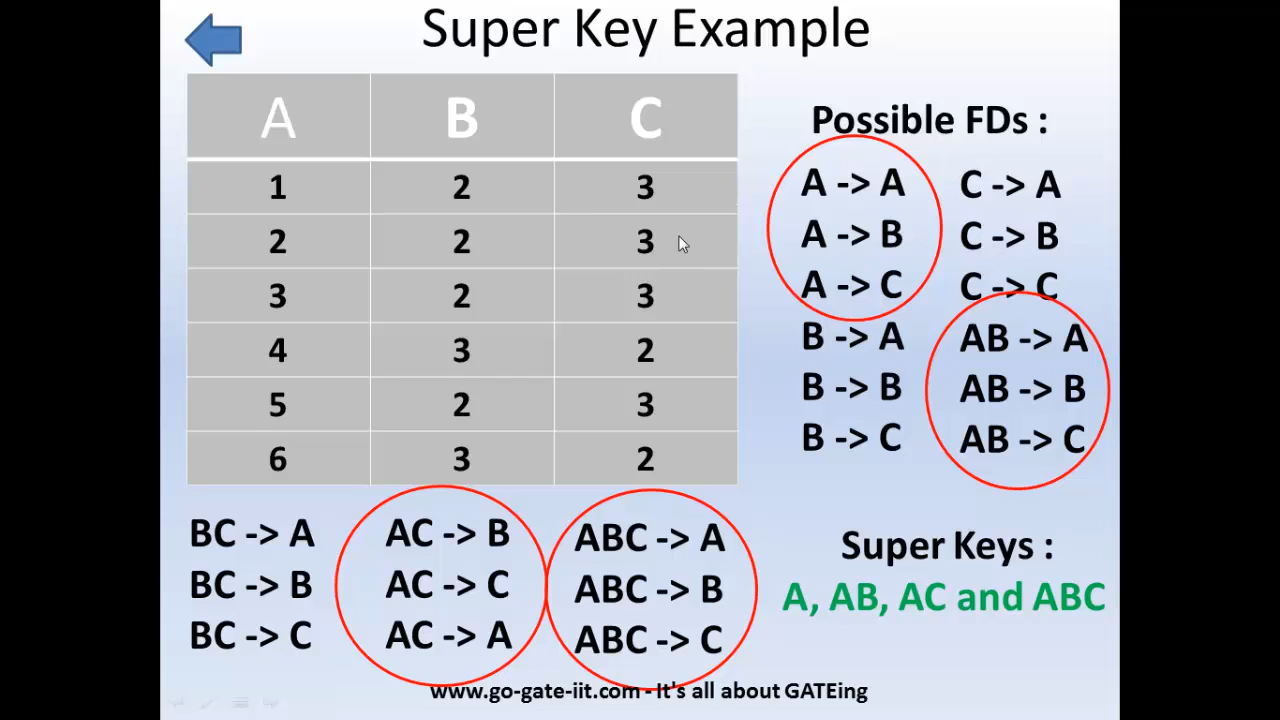 Super Key Example
A B C
1 2 3
2 2 3
3 2 3
4 3 2
5 2 3
6 3 2
Possible FDs :
A -> A
A -> B
A -> C
B -> A
B -> B
B -> C
C -> A
C -> B
C -> C
AB -> A
AB -> B
AB -> C
BC -> A
BC -> B
BC -> C
AC -> B
AC -> C
AC -> A
ABC -> A
ABC -> B
ABC -> C
Super Keys :
A, AB, AC and ABC
www.go-gate-iit.com - It's all about GATEing